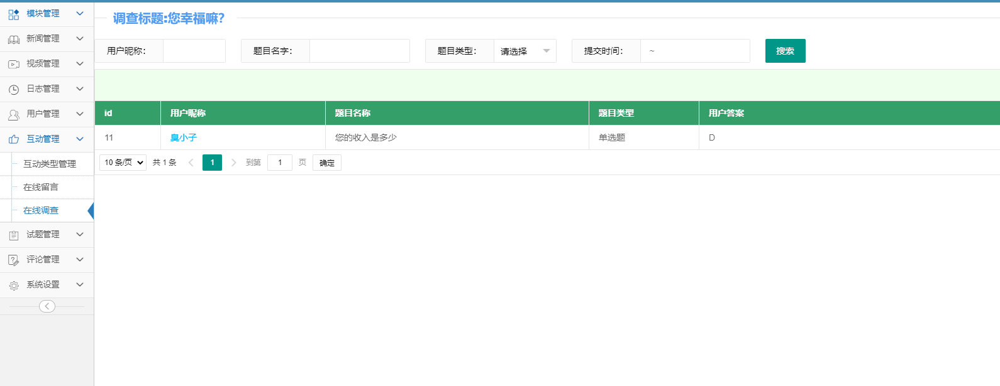 模块管理
新闻管理
视频管理
日志管理
用户管理
互动管理
互动类型管理
在线留言
在线调查
试题管理
评论管理
系统设置
调查标题:您幸福嘛?
用户昵称: 题目名字: 题目类型: 请选择 提交时间: ~ 搜索
id 用户昵称 题目名称 题目类型 用户答案
11 臭小子 您的收入是多少 单选题 D
10 条/页 共 1 条 1 到第 1 页 确定